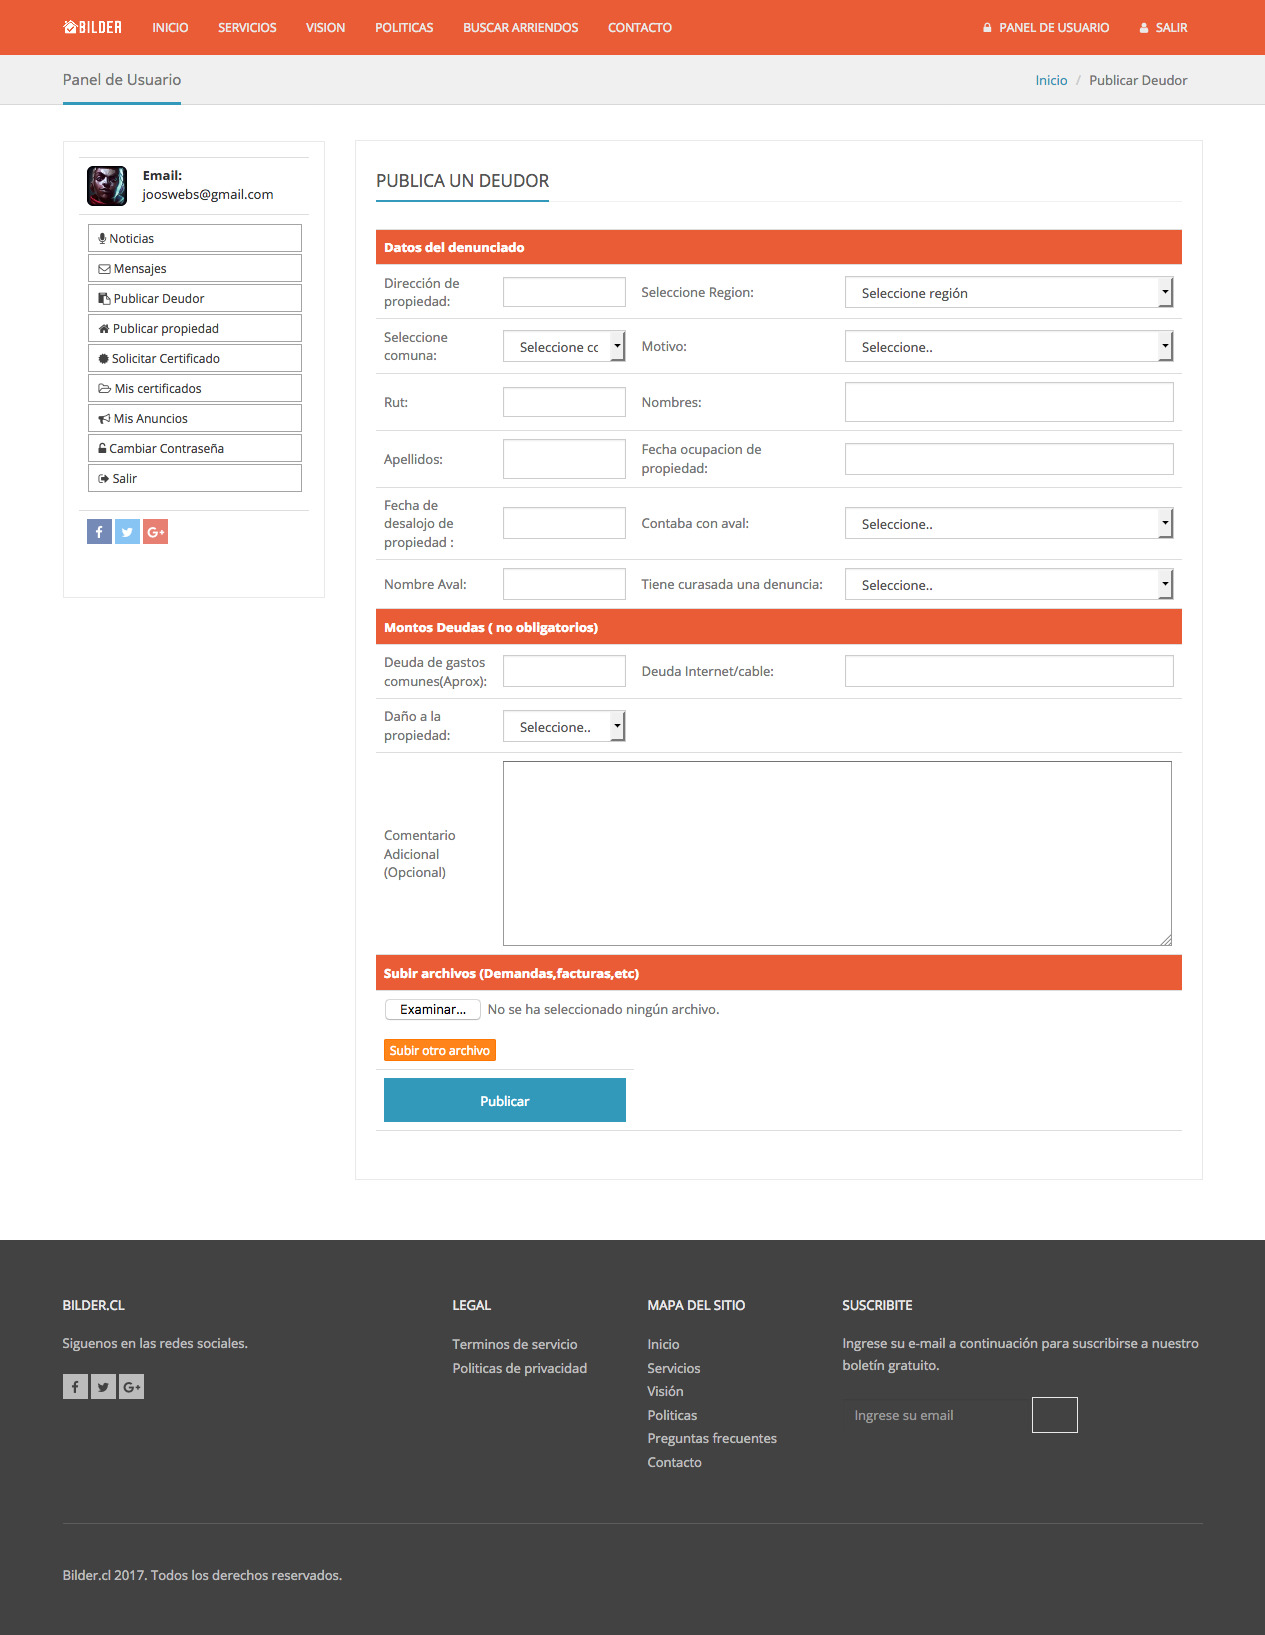 BILDER
INICIO
SERVICIOS
VISION
POLITICAS
BUSCAR ARRIENDOS
CONTACTO
PANEL DE USUARIO
SALIR
Panel de Usuario
Inicio / Publicar Deudor
Email:
jooswebs@gmail.com
Noticias
Mensajes
Publicar Deudor
Publicar propiedad
Solicitar Certificado
Mis certificados
Mis Anuncios
Cambiar Contraseña
Salir
PUBLICA UN DEUDOR
Datos del denunciado
Dirección de
propiedad:
Seleccione Region:
Seleccione región
Seleccione
comuna:
Seleccione cc
Motivo:
Seleccione..
Rut:
Nombres:
Apellidos:
Fecha ocupacion de
propiedad:
Fecha de
desalojo de
propiedad :
Contaba con aval:
Seleccione..
Nombre Aval:
Tiene curasada una denuncia:
Seleccione..
Montos Deudas ( no obligatorios)
Deuda de gastos
comunes(Aprox):
Deuda Internet/cable:
Daño a la
propiedad:
Seleccione..
Comentario
Adicional
(Opcional)
Subir archivos (Demandas,facturas,etc)
Examinar... No se ha seleccionado ningún archivo.
Subir otro archivo
Publicar
BILDER.CL
Siguenos en las redes sociales.
LEGAL
Terminos de servicio
Politicas de privacidad
MAPA DEL SITIO
Inicio
Servicios
Visión
Politicas
Preguntas frecuentes
Contacto
SUSCRIBITE
Ingrese su e-mail a continuación para suscribirse a nuestro
boletín gratuito.
Ingrese su email
Bilder.cl 2017. Todos los derechos reservados.